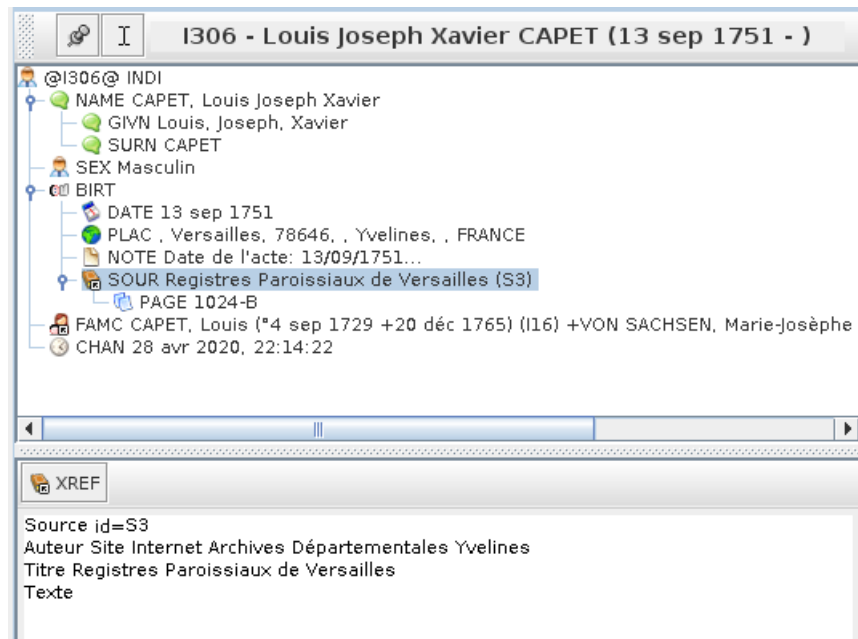 I306 - Louis Joseph Xavier CAPET (13 sep 1751 - )
@I306@ INDI
NAME CAPET, Louis Joseph Xavier
GIVN Louis, Joseph, Xavier
SURN CAPET
SEX Masculin
BIRT
DATE 13 sep 1751
PLAC , Versailles, 78646, , Yvelines, , FRANCE
NOTE Date de l'acte: 13/09/1751...
SOUR Registres Paroissiaux de Versailles (S3)
PAGE 1024-B
FAMC CAPET, Louis (°4 sep 1729 +20 déc 1765) (I16) +VON SACHSEN, Marie-Josèphe
CHAN 28 avr 2020, 22:14:22
XREF
Source id=S3
Auteur Site Internet Archives Départementales Yvelines
Titre Registres Paroissiaux de Versailles
Texte